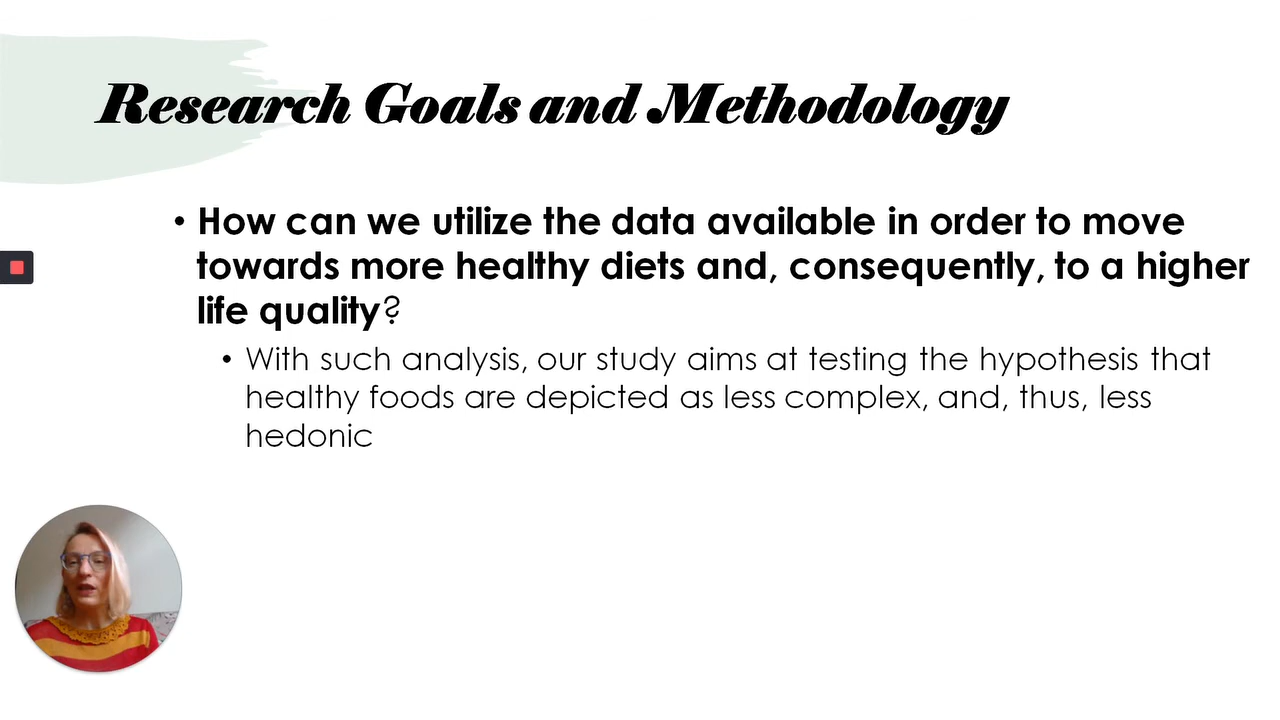 Research Goals and Methodology
• How can we utilize the data available in order to move
towards more healthy diets and, consequently, to a higher
life quality?
• With such analysis, our study aims at testing the hypothesis that
healthy foods are depicted as less complex, and, thus, less
hedonic